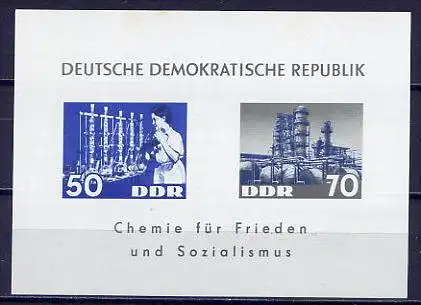 DEUTSCHE DEMOKRATISCHE REPUBLIK
50 DDR
DDR 70
Chemie für Frieden
und Sozialismus